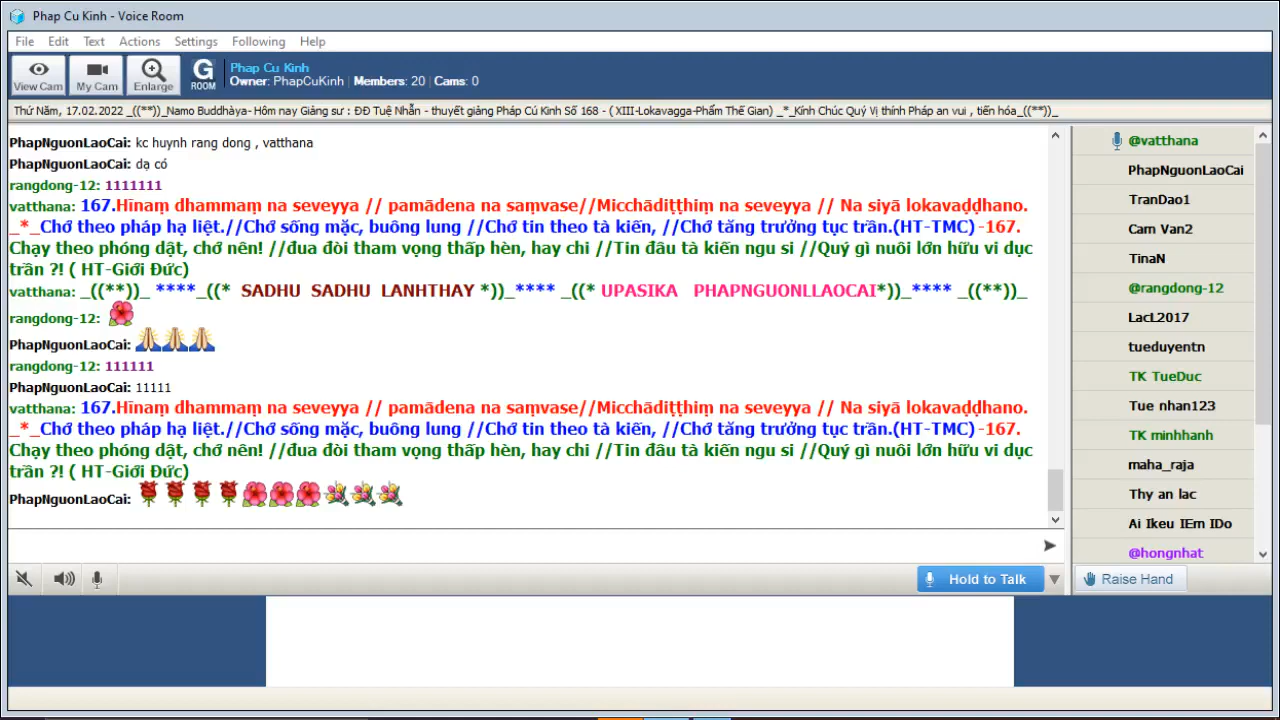 Phap Cu Kinh - Voice Room
File Edit Text Actions Settings Following Help
View Cam My Cam Enlarge G ROOM
Phap Cu Kinh
Owner: PhapCuKinh Members: 20 Cams: 0
Thứ Năm, 17.02.2022 _((**))_Namo Buddhàya- Hôm nay Giảng sư : ĐĐ Tuệ Nhẫn - thuyết giảng Pháp Cú Kinh Số 168 - ( XIII-Lokavagga-Phẩm Thế Gian) _*_Kính Chúc Quý Vị thính Pháp an vui , tiến hóa_((**))_
PhapNguonLaoCai: kc huynh rang dong , vatthana
PhapNguonLaoCai: dạ có
rangdong-12: 1111111
vatthana: 167.Hīnaṃ dhammaṃ na seveyya // pamādena na saṃvase//Micchādiṭṭhiṃ na seveyya // Na siyā lokavaḍḍhano.
_*_Chớ theo pháp hạ liệt.//Chớ sống mặc, buông lung //Chớ tin theo tà kiến, //Chớ tăng trưởng tục trần.(HT-TMC) -167.
Chạy theo phóng dật, chớ nên! //đua đòi tham vọng thấp hèn, hay chi //Tin đâu tà kiến ngu si //Quý gì nuôi lớn hữu vi dục
trần ?! ( HT-Giới Đức)
vatthana: _((**))_ ****_((* SADHU SADHU LANHTHAY *))_**** _((* UPASIKA PHAPNGUONLLAOCAI*))_**** _((**))_
rangdong-12:
PhapNguonLaoCai:
rangdong-12: 111111
PhapNguonLaoCai: 11111
vatthana: 167.Hīnaṃ dhammaṃ na seveyya // pamādena na saṃvase//Micchādiṭṭhiṃ na seveyya // Na siyā lokavaḍḍhano.
_*_Chớ theo pháp hạ liệt.//Chớ sống mặc, buông lung //Chớ tin theo tà kiến, //Chớ tăng trưởng tục trần.(HT-TMC) -167.
Chạy theo phóng dật, chớ nên! //đua đòi tham vọng thấp hèn, hay chi //Tin đâu tà kiến ngu si //Quý gì nuôi lớn hữu vi dục
trần ?! ( HT-Giới Đức)
PhapNguonLaoCai:
@vatthana
PhapNguonLaoCai
TranDao1
Cam Van2
TinaN
@rangdong-12
LacL2017
tueduyentn
TK TueDuc
Tue nhan123
TK minhhanh
maha_raja
Thy an lac
Ai Ikeu IEm IDo
@hongnhat
Hold to Talk
Raise Hand